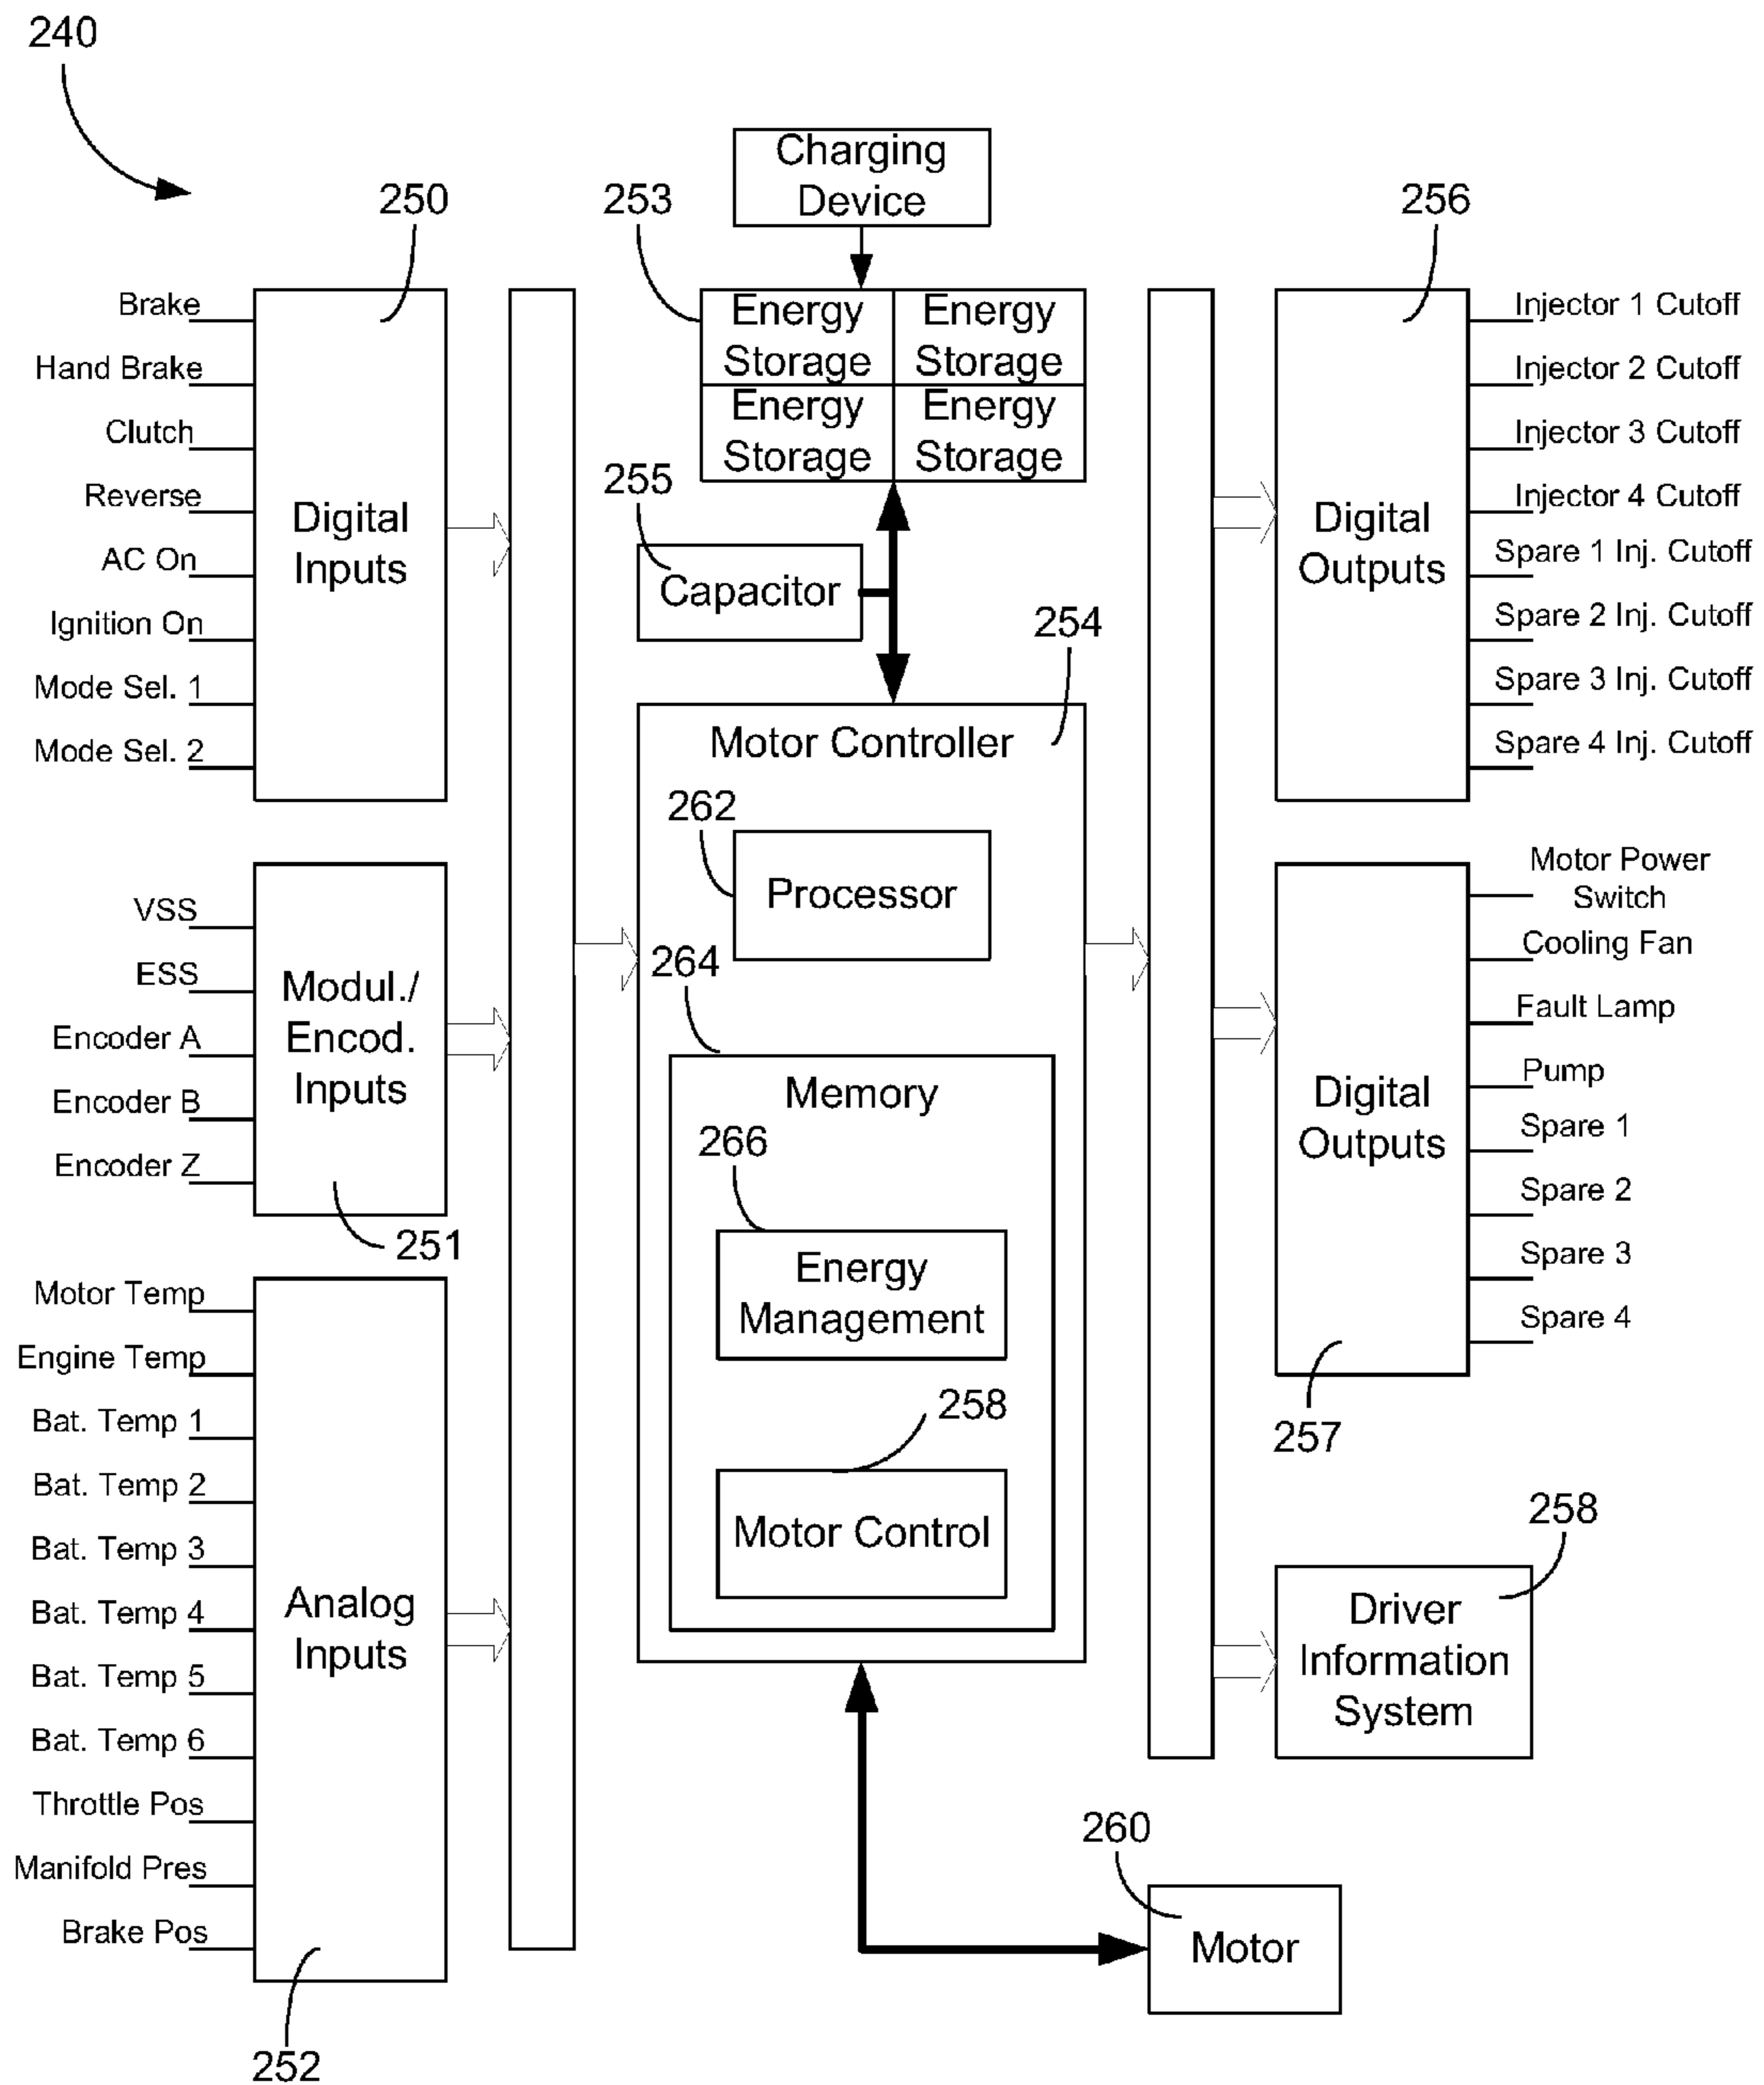 240
Charging
Device
250
253
256
Brake
Hand Brake
Clutch
Reverse
AC On
Ignition On
Mode Sel. 1
Mode Sel. 2
Digital
Inputs
Energy
Storage
Energy
Storage
Energy
Storage
Energy
Storage
255
Capacitor
254
Digital
Outputs
Injector 1 Cutoff
Injector 2 Cutoff
Injector 3 Cutoff
Injector 4 Cutoff
Spare 1 Inj. Cutoff
Spare 2 Inj. Cutoff
Spare 3 Inj. Cutoff
Spare 4 Inj. Cutoff
Motor Controller
262
Processor
264
Memory
266
Energy
Management
258
Motor Control
VSS
ESS
Encoder A
Encoder B
Encoder Z
Modul./
Encod.
Inputs
251
Motor Power
Switch
Cooling Fan
Fault Lamp
Pump
Spare 1
Spare 2
Spare 3
Spare 4
Digital
Outputs
257
Motor Temp
Engine Temp
Bat. Temp 1
Bat. Temp 2
Bat. Temp 3
Bat. Temp 4
Bat. Temp 5
Bat. Temp 6
Throttle Pos
Manifold Pres
Brake Pos
Analog
Inputs
252
258
Driver
Information
System
260
Motor